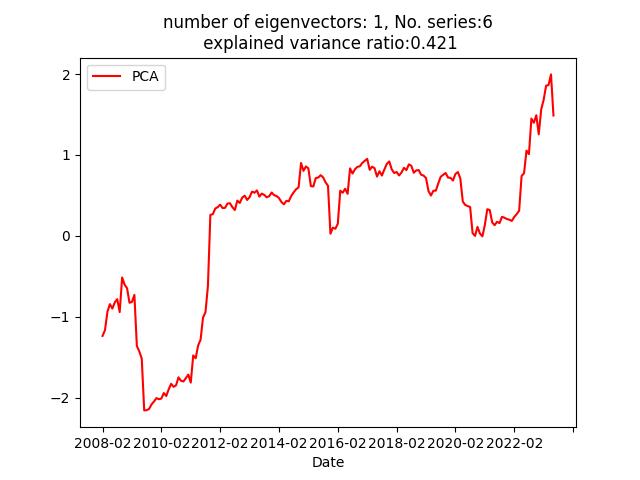 number of eigenvectors: 1, No. series:6
explained variance ratio:0.421
PCA
2
1
0
−1
−2
2008-02 2010-02 2012-02 2014-02 2016-02 2018-02 2020-02 2022-02
Date